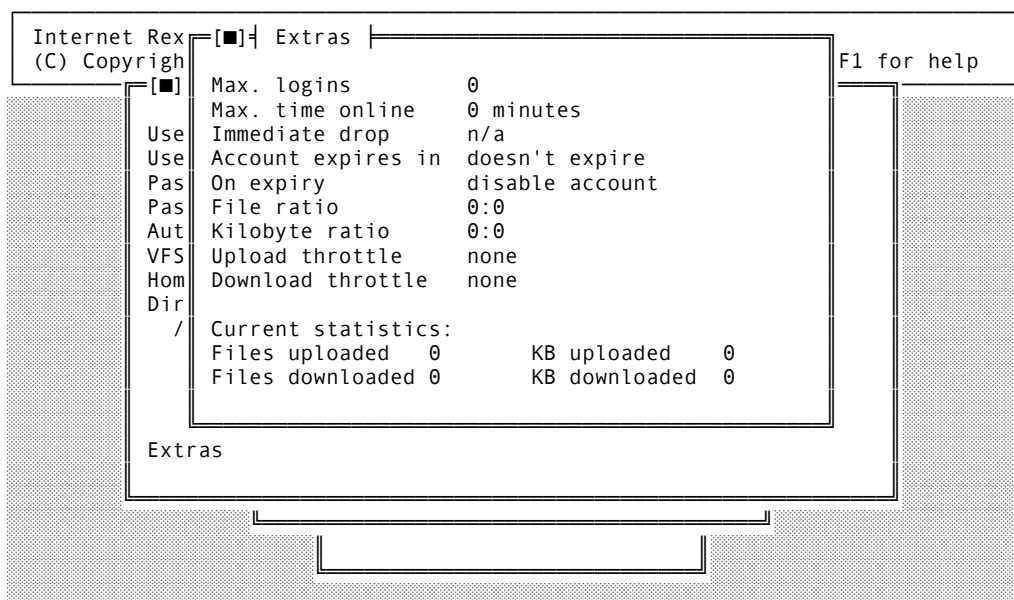 Internet Rex [■] Extras
(C) Copyrigh F1 for help
[■] Max. logins 0
Max. time online 0 minutes
Use Immediate drop n/a
Use Account expires in doesn't expire
Pas On expiry disable account
Pas File ratio 0:0
Aut Kilobyte ratio 0:0
VFS Upload throttle none
Hom Download throttle none
Dir
/ Current statistics:
Files uploaded 0 KB uploaded 0
Files downloaded 0 KB downloaded 0
Extras